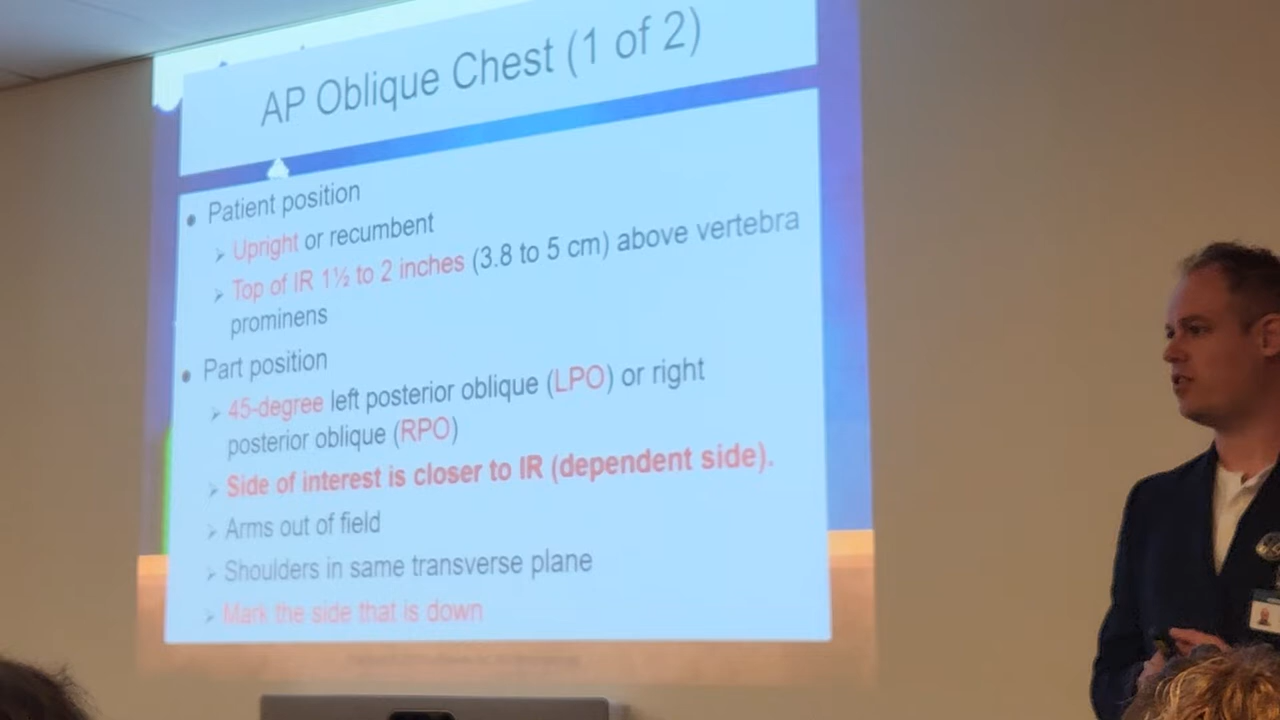 AP Oblique Chest (1 of 2)
• Patient position
➢ Upright or recumbent
➢ Top of IR 1½ to 2 inches (3.8 to 5 cm) above vertebra
prominens
• Part position
➢ 45-degree left posterior oblique (LPO) or right
posterior oblique (RPO)
➢ Side of interest is closer to IR (dependent side).
➢ Arms out of field
➢ Shoulders in same transverse plane
➢ Mark the side that is down